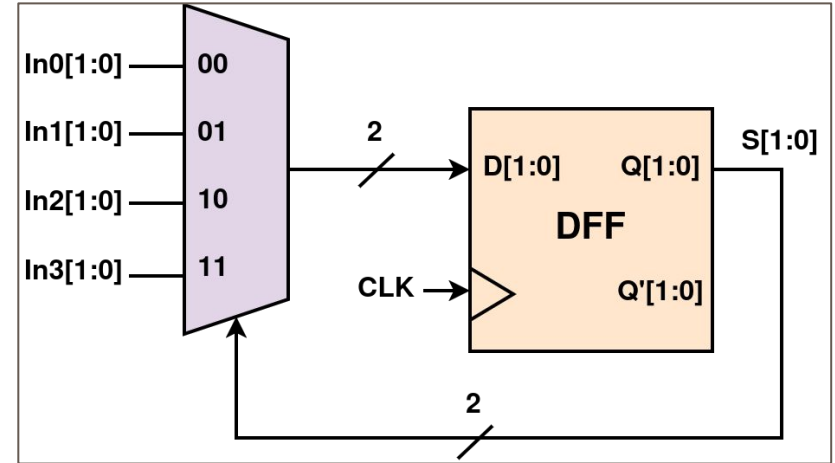 In0[1:0]
00
In1[1:0]
01
In2[1:0]
10
In3[1:0]
11
2
D[1:0]
Q[1:0]
S[1:0]
DFF
CLK
Q'[1:0]
2